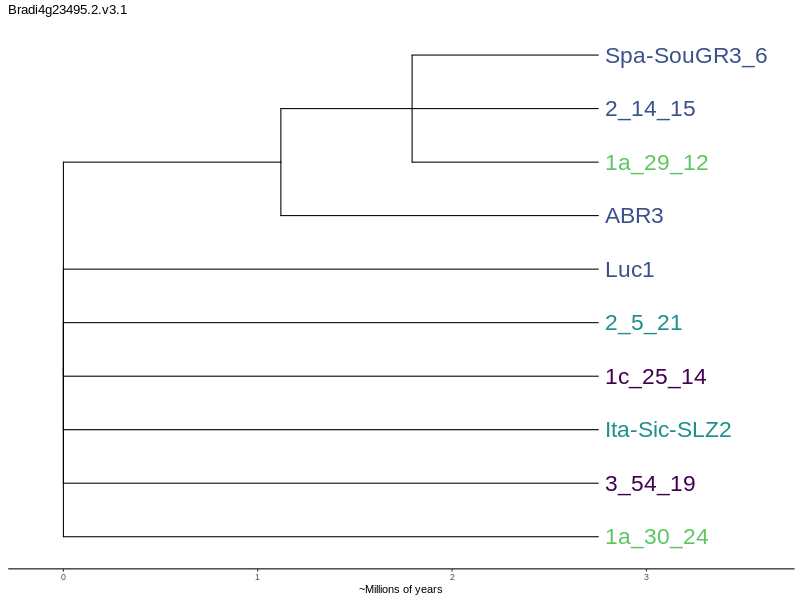 Bradi4g23495.2.v3.1
Spa-SouGR3_6
2_14_15
1a_29_12
ABR3
Luc1
2_5_21
1c_25_14
Ita-Sic-SLZ2
3_54_19
1a_30_24
0 1 2 3
~Millions of years